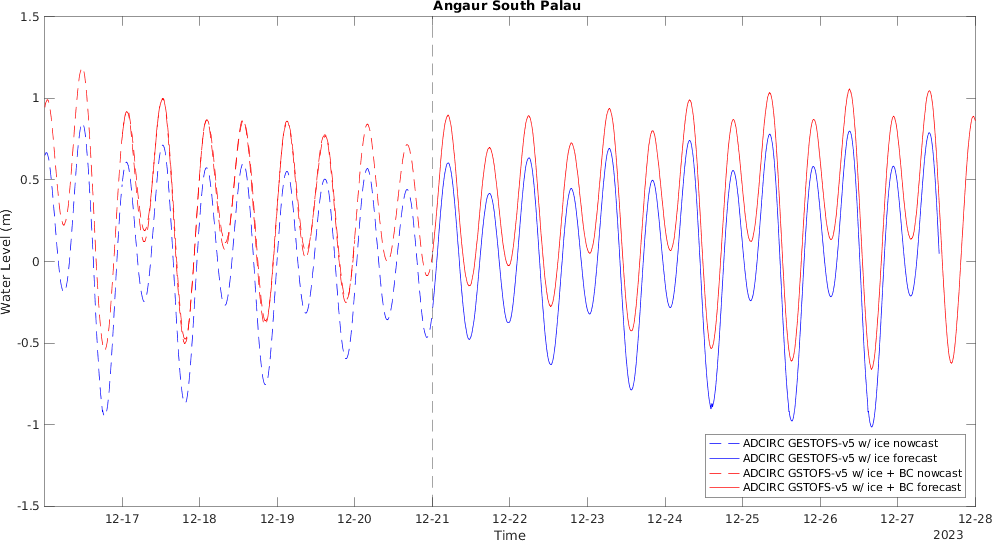 Angaur South Palau
1.5
1
0.5
0
-0.5
-1
-1.5
Water Level (m)
12-17
12-18
12-19
12-20
12-21
12-22
12-23
12-24
12-25
12-26
12-27
12-28
Time
2023
ADCIRC GESTOFS-v5 w/ ice nowcast
ADCIRC GESTOFS-v5 w/ ice forecast
ADCIRC GSTOFS-v5 w/ ice + BC nowcast
ADCIRC GSTOFS-v5 w/ ice + BC forecast